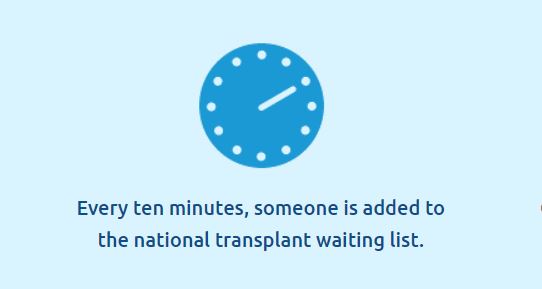 Every ten minutes, someone is added to
the national transplant waiting list.